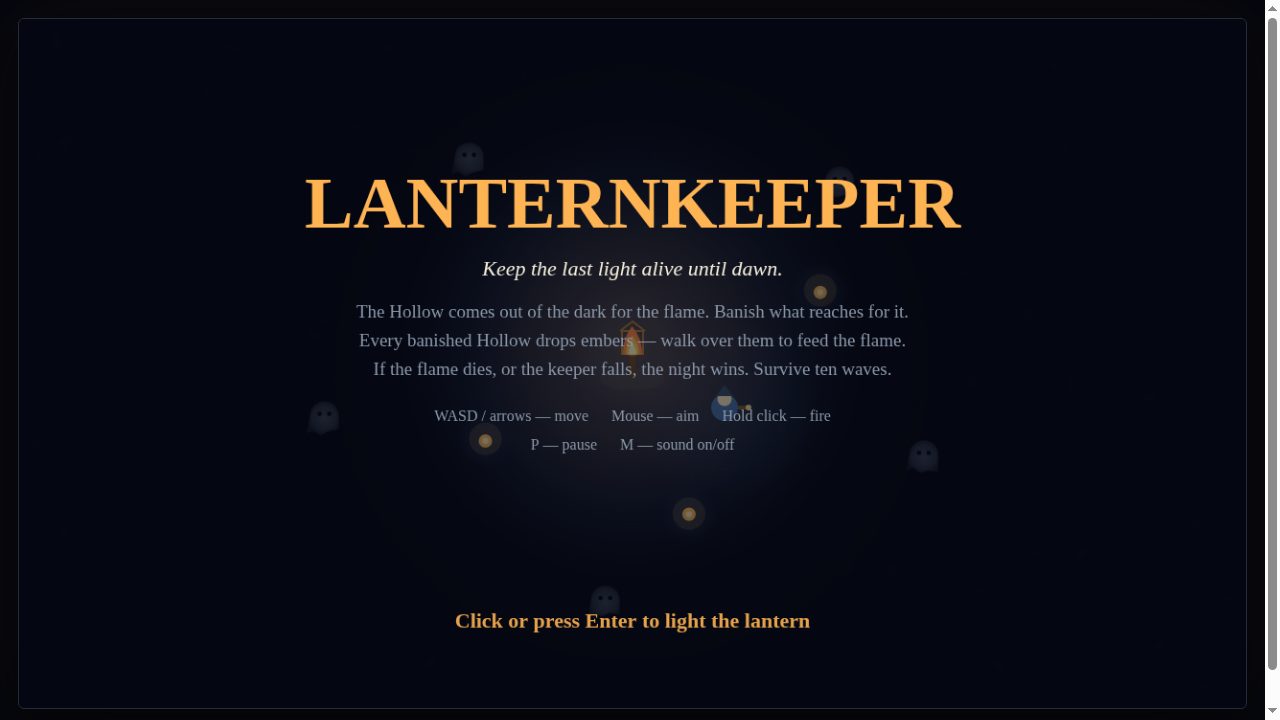 LANTERNKEEPER
Keep the last light alive until dawn.
The Hollow comes out of the dark for the flame. Banish what reaches for it.
Every banished Hollow drops embers — walk over them to feed the flame.
If the flame dies, or the keeper falls, the night wins. Survive ten waves.
WASD / arrows — move Mouse — aim Hold click — fire
P — pause M — sound on/off
Click or press Enter to light the lantern